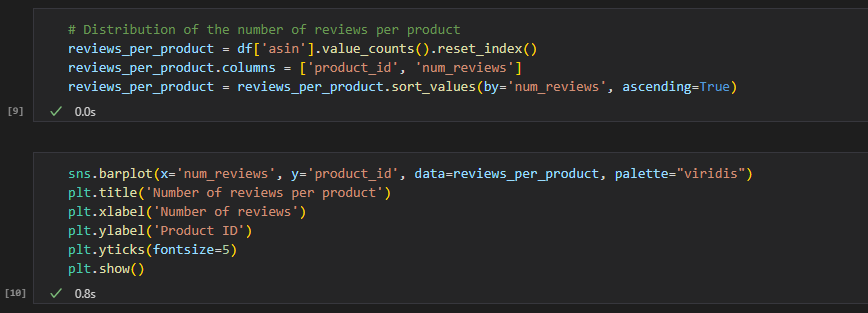 # Distribution of the number of reviews per product
reviews_per_product = df['asin'].value_counts().reset_index()
reviews_per_product.columns = ['product_id', 'num_reviews']
reviews_per_product = reviews_per_product.sort_values(by='num_reviews', ascending=True)
[9] ✓ 0.0s
sns.barplot(x='num_reviews', y='product_id', data=reviews_per_product, palette="viridis")
plt.title('Number of reviews per product')
plt.xlabel('Number of reviews')
plt.ylabel('Product ID')
plt.yticks(fontsize=5)
plt.show()
[10] ✓ 0.8s